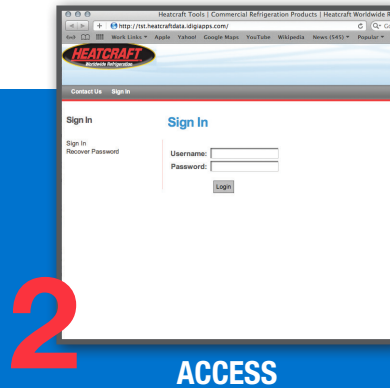 Heatcraft Tools | Commercial Refrigeration Products | Heatcraft Worldwide R
http://tst.heatcraftdata.idigiapps.com/
Work Links Apple Yahoo! Google Maps YouTube Wikipedia News (545) Popular
HEATCRAFT
Worldwide Refrigeration
Contact Us Sign In
Sign In
Sign In
Sign In
Recover Password
Username:
Password:
Login
2
ACCESS